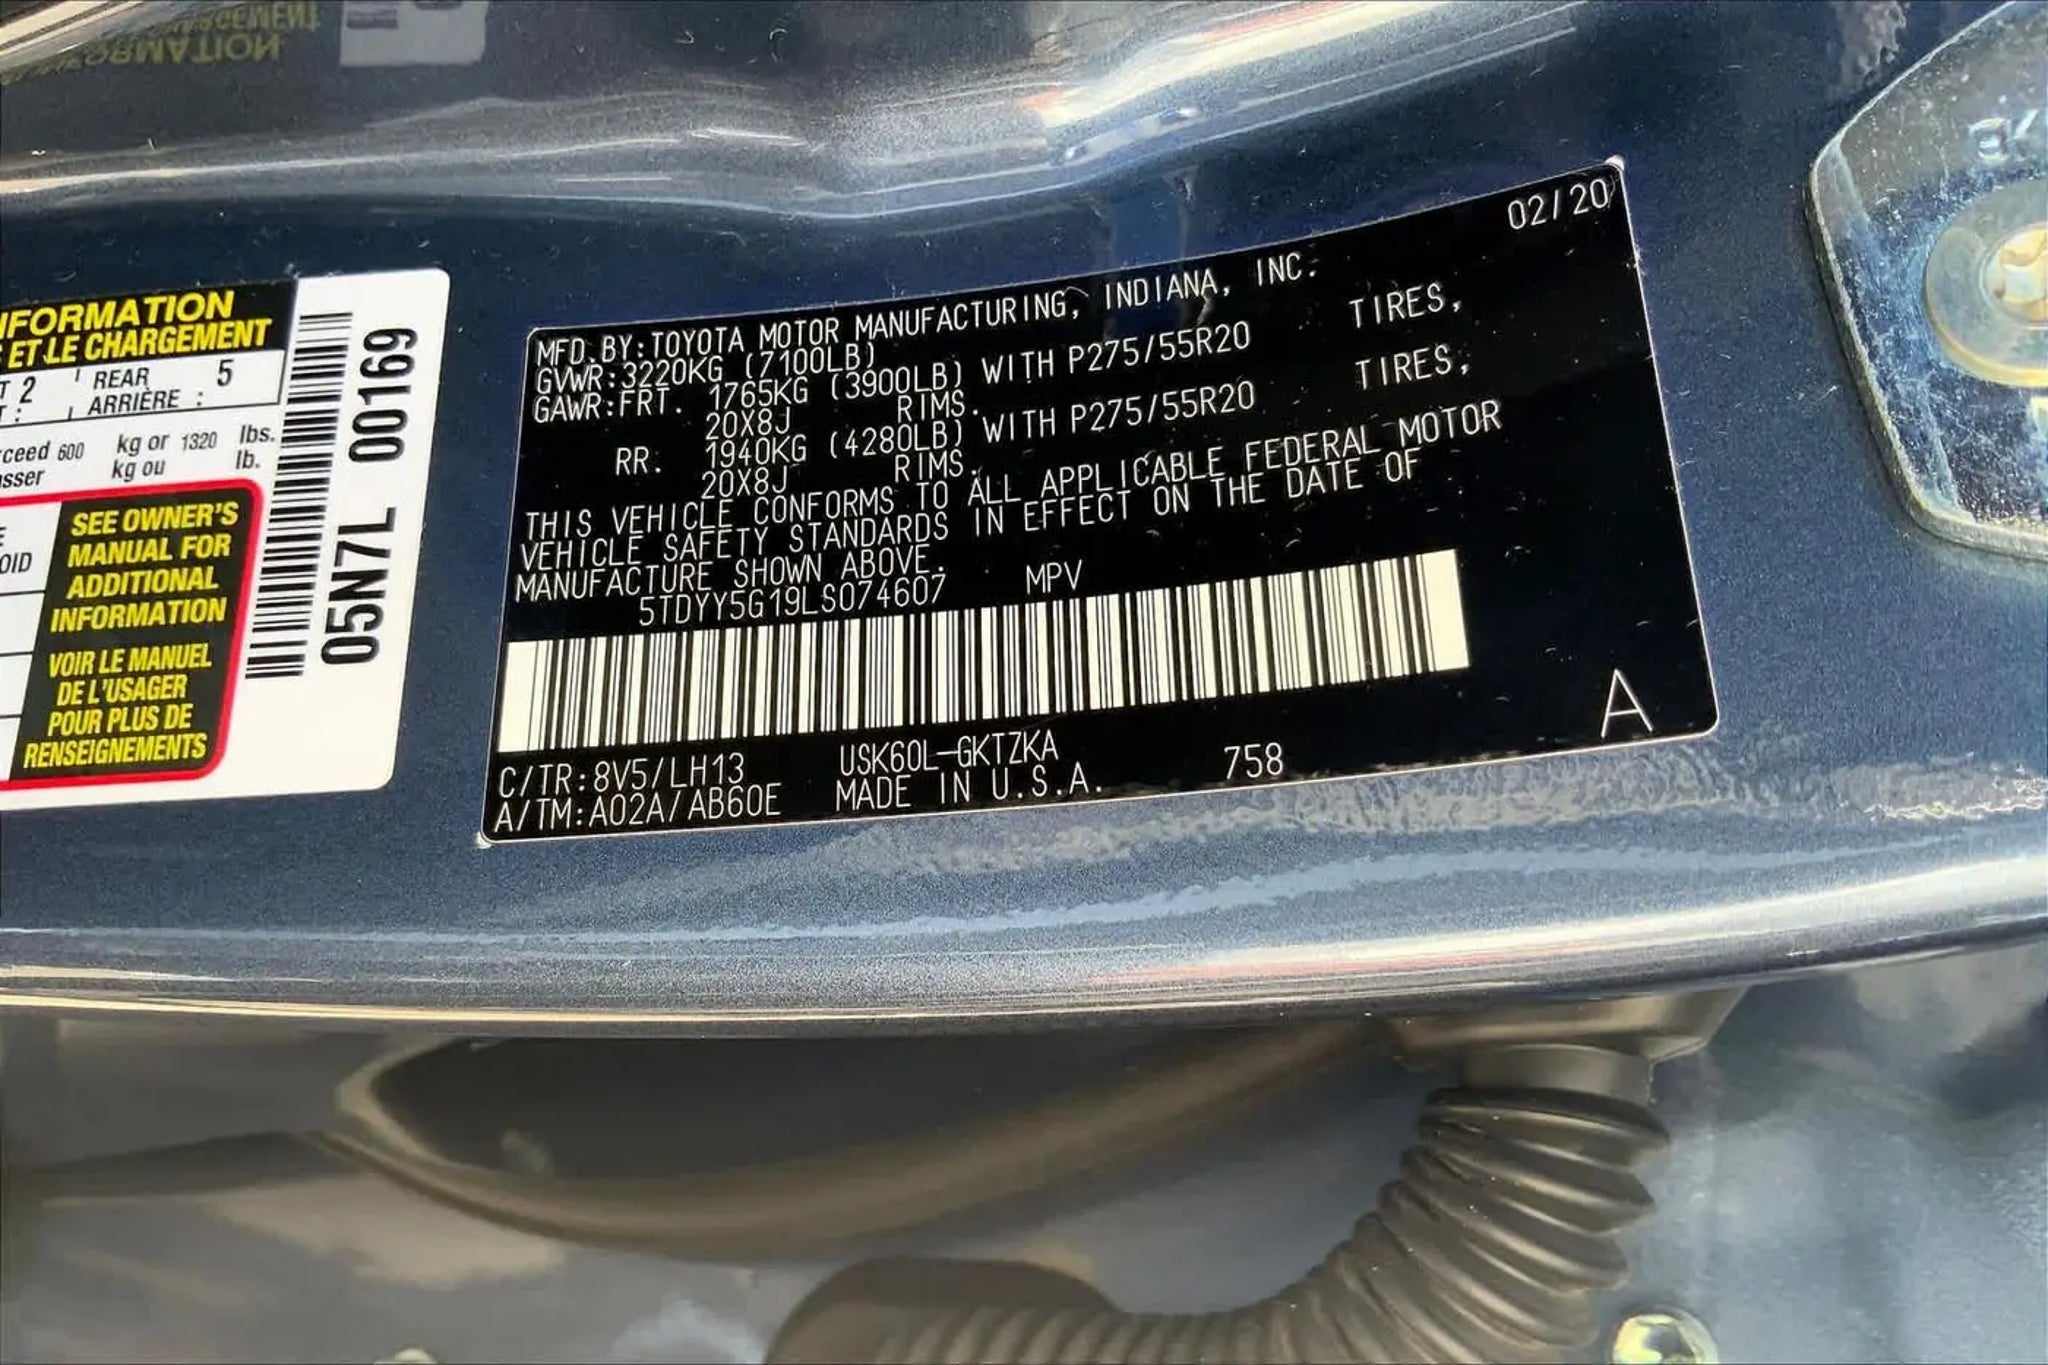 NFORMATION
E ET LE CHARGEMENT
T 2 REAR 5
ARRIÈRE :
xceed 600 kg or 1320 lbs.
sser kg ou lb.
OID
SEE OWNER'S
MANUAL FOR
ADDITIONAL
INFORMATION
VOIR LE MANUEL
DE L'USAGER
POUR PLUS DE
RENSEIGNEMENTS
05N7L 00169
02/20
MFD.BY:TOYOTA MOTOR MANUFACTURING, INDIANA, INC.
GVWR:3220KG (7100LB)
GAWR:FRT. 1765KG (3900LB) WITH P275/55R20 TIRES,
20X8J RIMS.
RR. 1940KG (4280LB) WITH P275/55R20 TIRES,
20X8J RIMS.
THIS VEHICLE CONFORMS TO ALL APPLICABLE FEDERAL MOTOR
VEHICLE SAFETY STANDARDS IN EFFECT ON THE DATE OF
MANUFACTURE SHOWN ABOVE.
5TDYY5G19LS074607 MPV
C/TR:8V5/LH13 USK60L-GKTZKA 758
A/TM:A02A/AB60E MADE IN U.S.A.
A